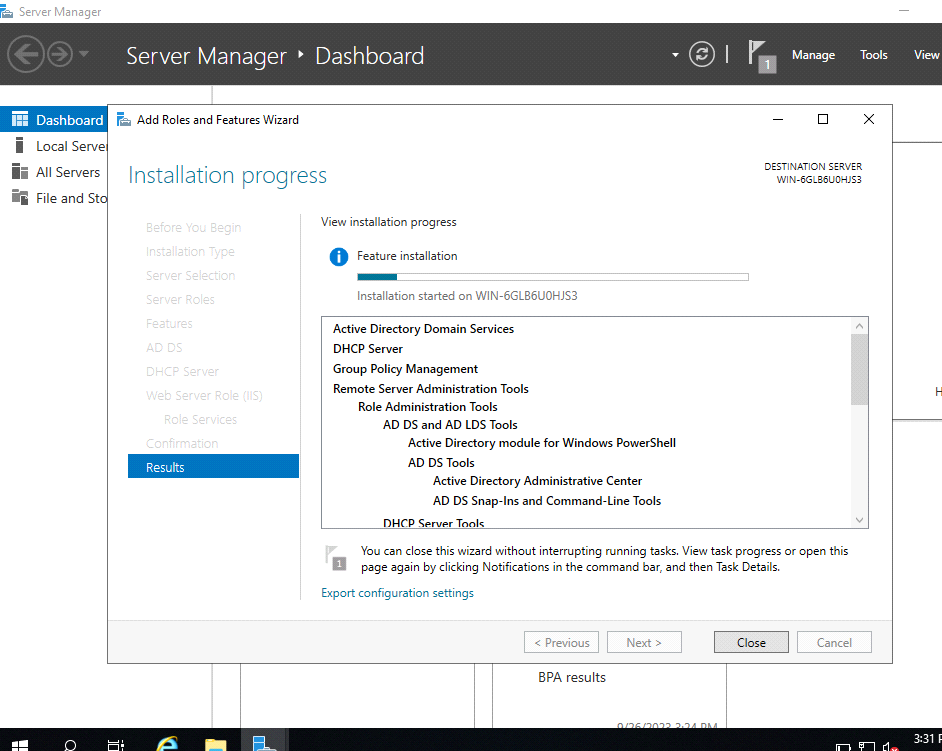 Server Manager
Server Manager ‣ Dashboard
1
Manage
Tools
View
Dashboard
Local Server
All Servers
File and Sto
Add Roles and Features Wizard
Installation progress
DESTINATION SERVER
WIN-6GLB6U0HJS3
Before You Begin
Installation Type
Server Selection
Server Roles
Features
AD DS
DHCP Server
Web Server Role (IIS)
Role Services
Confirmation
Results
View installation progress
Feature installation
Installation started on WIN-6GLB6U0HJS3
Active Directory Domain Services
DHCP Server
Group Policy Management
Remote Server Administration Tools
Role Administration Tools
AD DS and AD LDS Tools
Active Directory module for Windows PowerShell
AD DS Tools
Active Directory Administrative Center
AD DS Snap-Ins and Command-Line Tools
DHCP Server Tools
1
You can close this wizard without interrupting running tasks. View task progress or open this
page again by clicking Notifications in the command bar, and then Task Details.
Export configuration settings
< Previous
Next >
Close
Cancel
H
BPA results
9/26/2023 3:24 PM
3:31 P